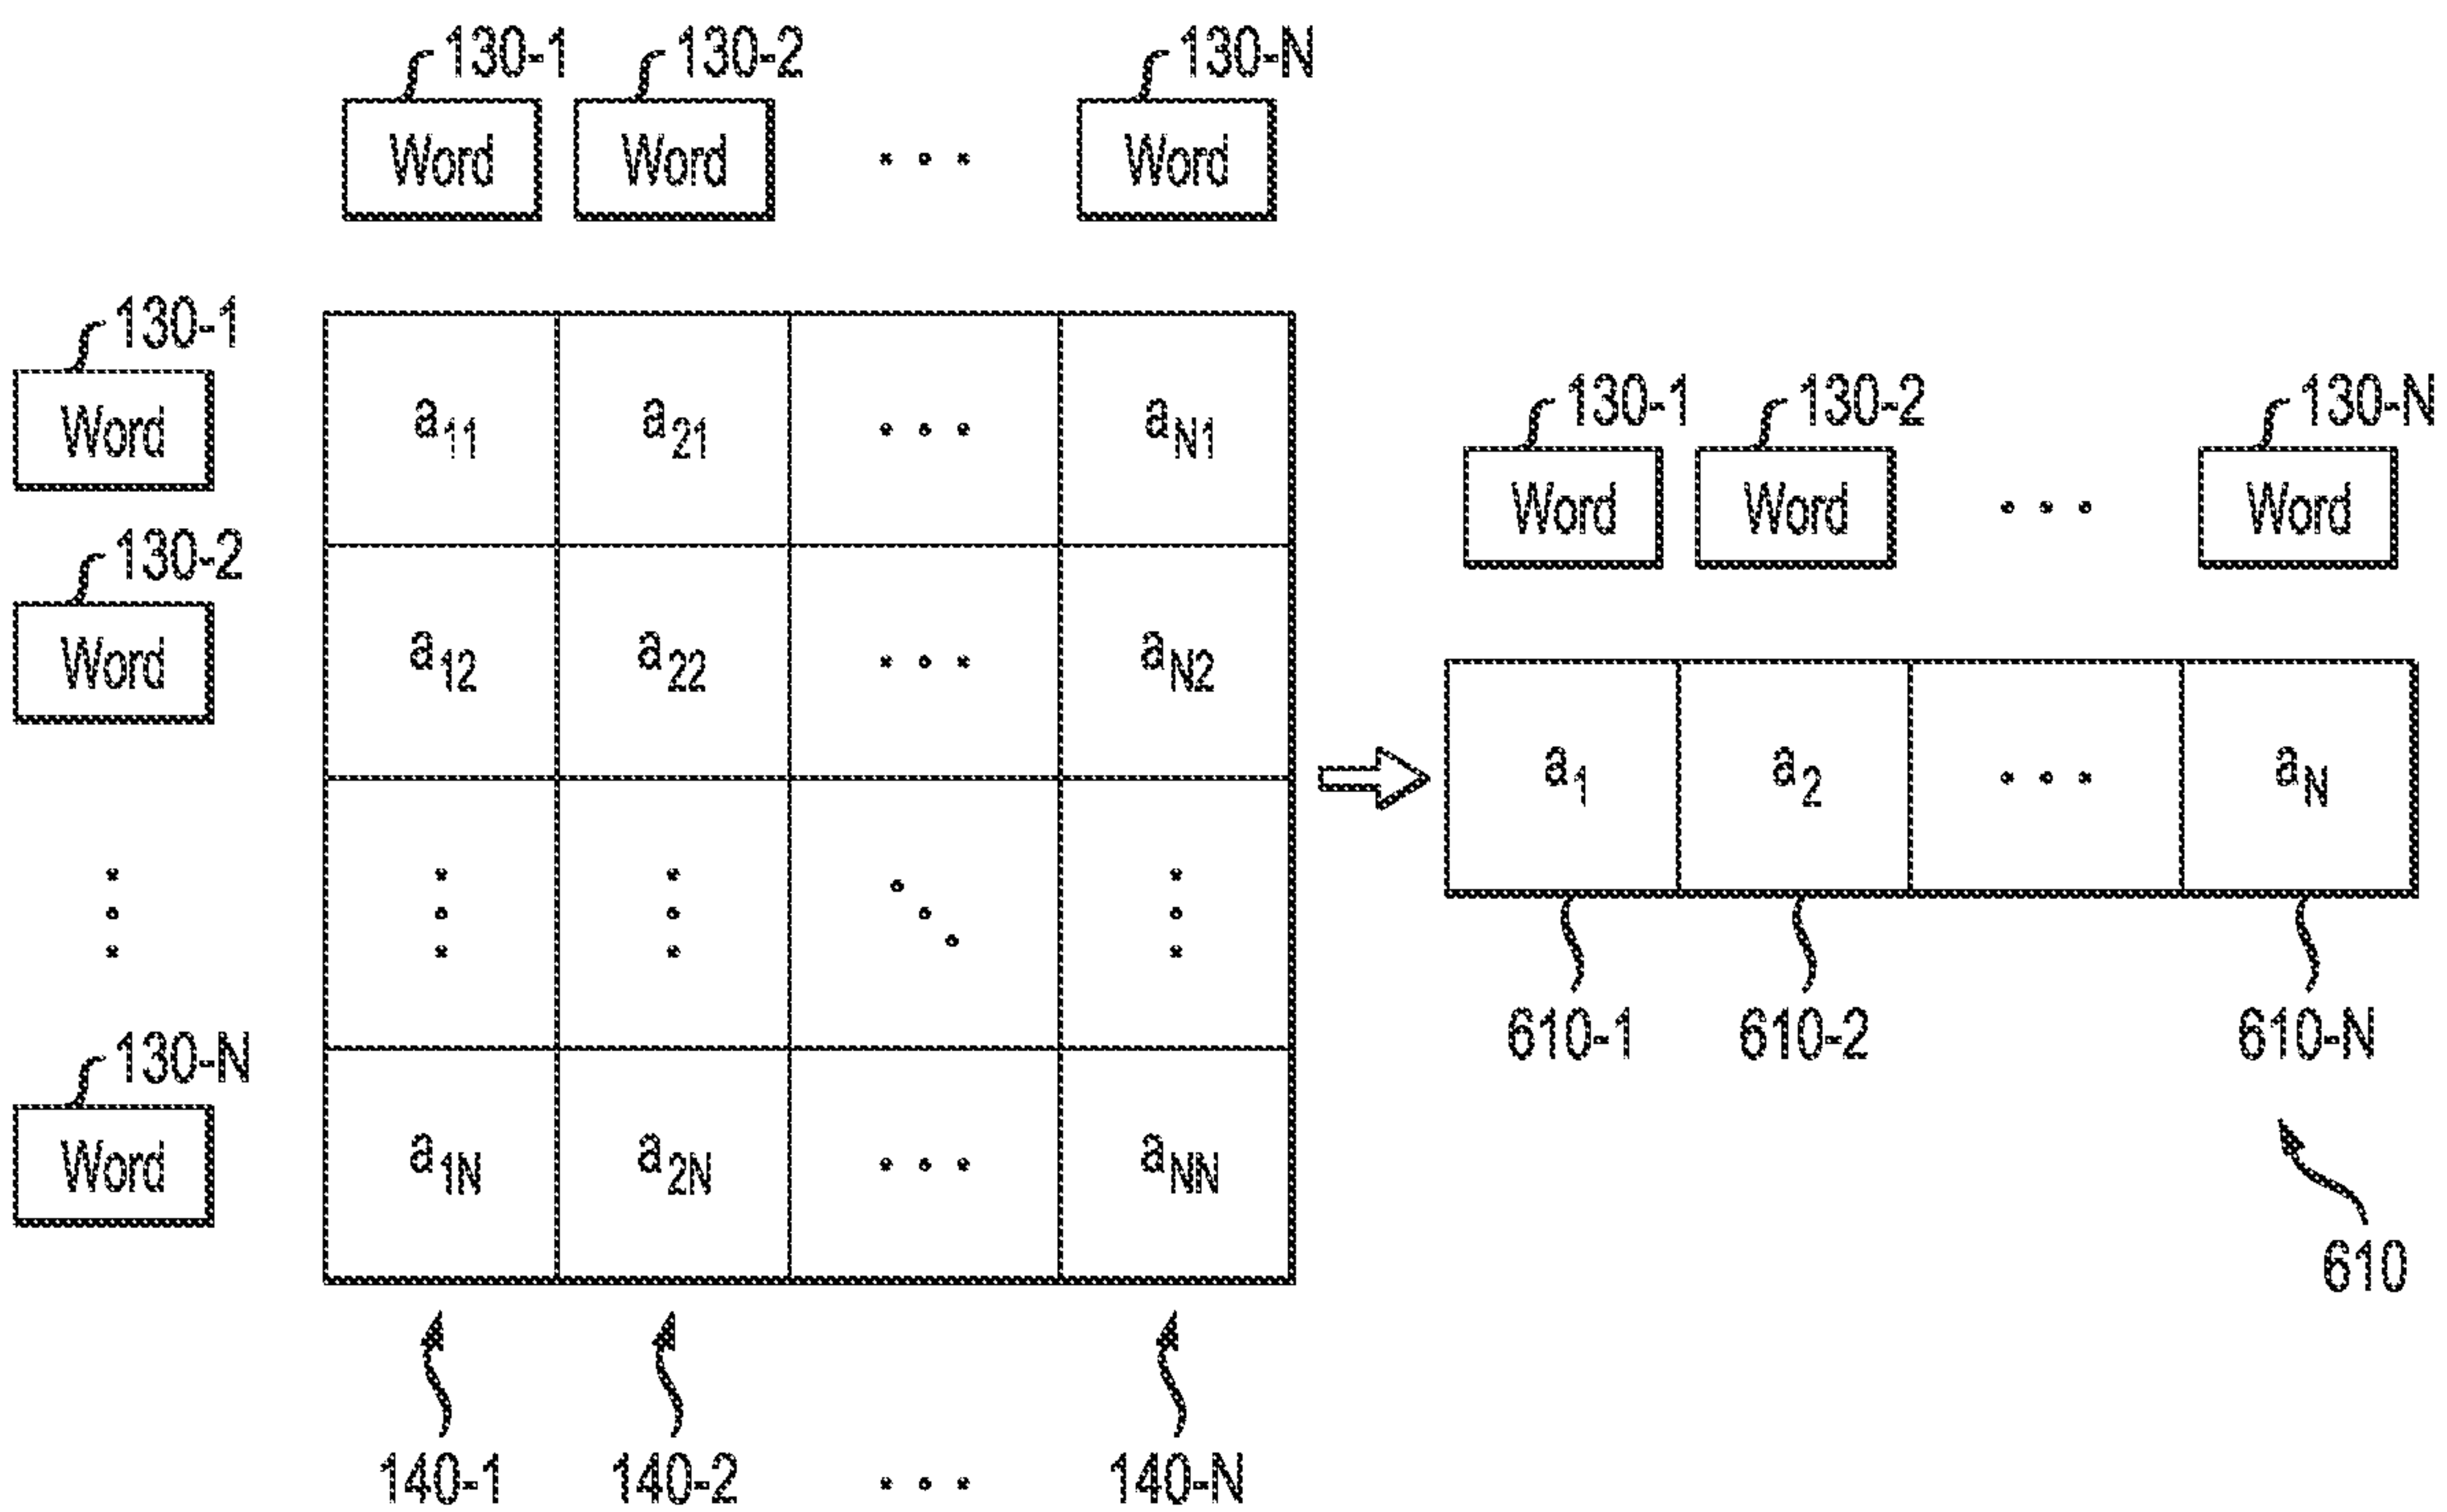 130-1 130-2 130-N
Word Word ... Word
130-1 a11 a21 ... aN1
Word
130-2 a12 a22 ... aN2
Word
130-N a1N a2N ... aNN
Word
140-1 140-2 ... 140-N
130-1 130-2 130-N
Word Word ... Word
a1 a2 ... aN
610-1 610-2 610-N
610